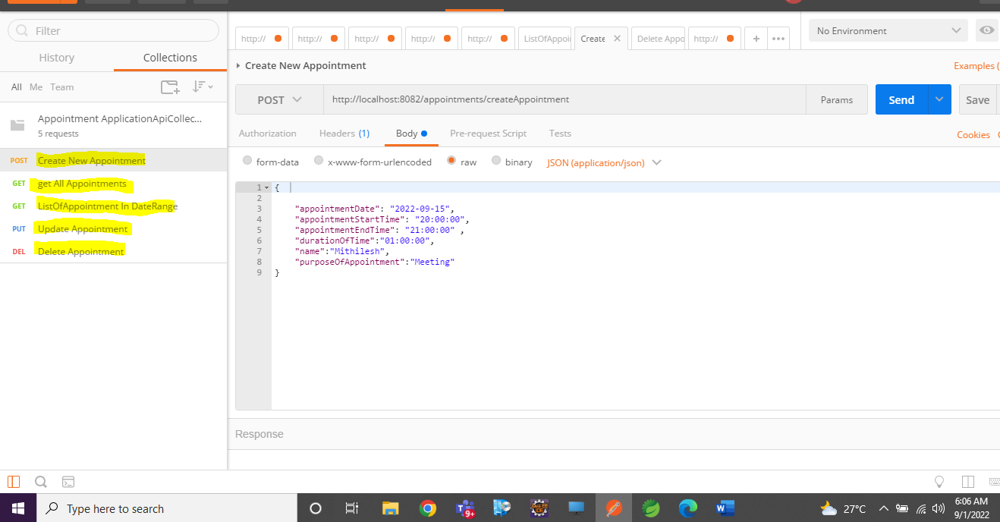 Filter
History
Collections
All Me Team
Appointment ApplicationApiCollec...
5 requests
POST Create New Appointment
GET get All Appointments
GET ListOfAppointment In DateRange
PUT Update Appointment
DEL Delete Appointment
http:// http:// http:// http:// http:// ListOfAppoi Create Delete Appo http://
No Environment
Create New Appointment
Examples (
POST http://localhost:8082/appointments/createAppointment Params Send Save
Authorization Headers (1) Body Pre-request Script Tests
Cookies
form-data x-www-form-urlencoded raw binary JSON (application/json)
1 {
2
3 "appointmentDate": "2022-09-15",
4 "appointmentStartTime": "20:00:00",
5 "appointmentEndTime": "21:00:00" ,
6 "durationOfTime":"01:00:00",
7 "name":"Mithilesh",
8 "purposeOfAppointment":"Meeting"
9 }
Response
Type here to search
9+
27°C
6:06 AM
9/1/2022